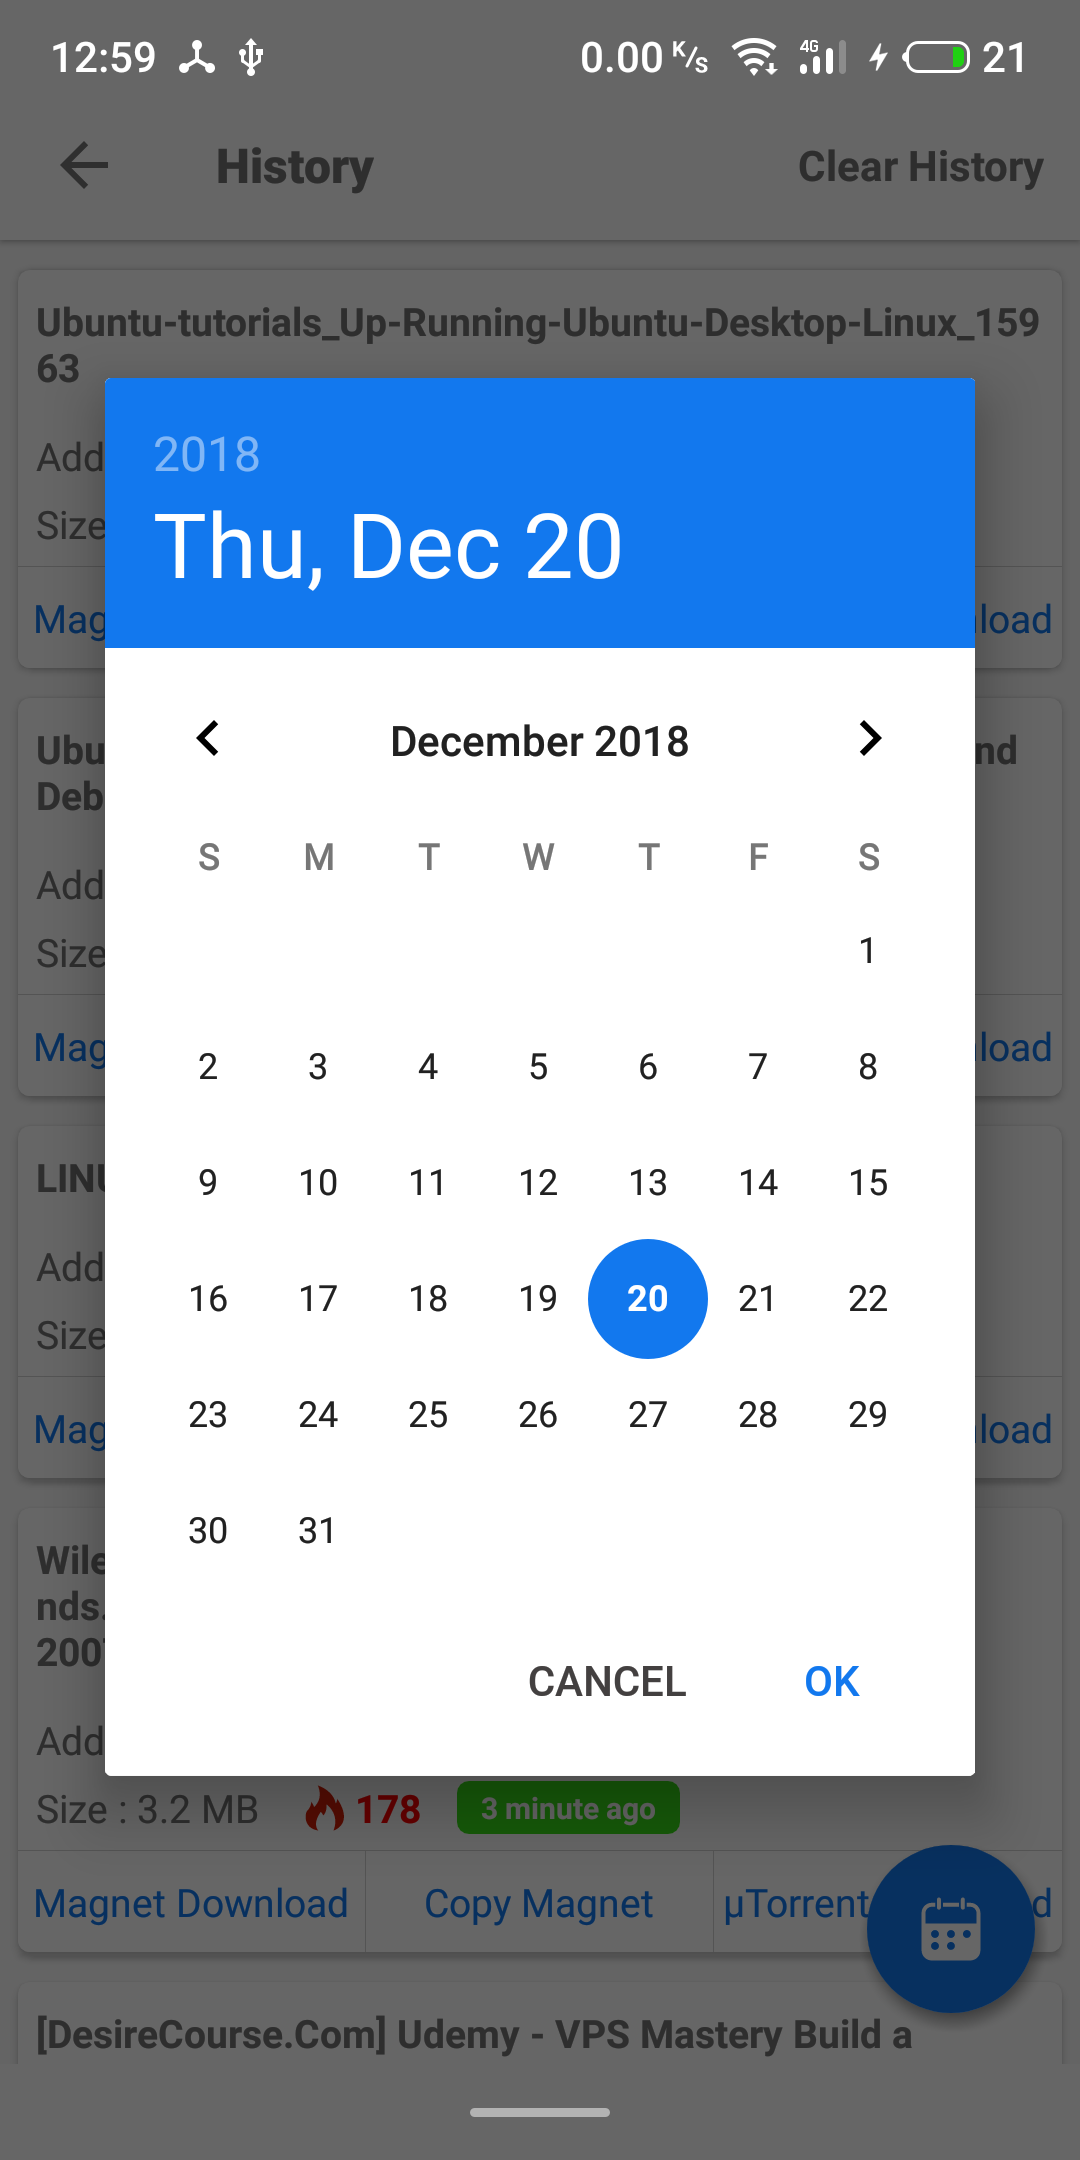 12:59 0.00 K/s 4G 21
History Clear History
Ubuntu-tutorials_Up-Running-Ubuntu-Desktop-Linux_159
63
2018
Add
Thu, Dec 20
Size
Mag load
December 2018
Ubu nd
Deb
S M T W T F S
Add
1
Size
Mag load
2 3 4 5 6 7 8
LINU
9 10 11 12 13 14 15
Add
16 17 18 19 20 21 22
Size
23 24 25 26 27 28 29
Mag load
30 31
Wile
nds.
200
CANCEL OK
Add
Size : 3.2 MB 178 3 minute ago
Magnet Download Copy Magnet µTorrent d
[DesireCourse.Com] Udemy - VPS Mastery Build a